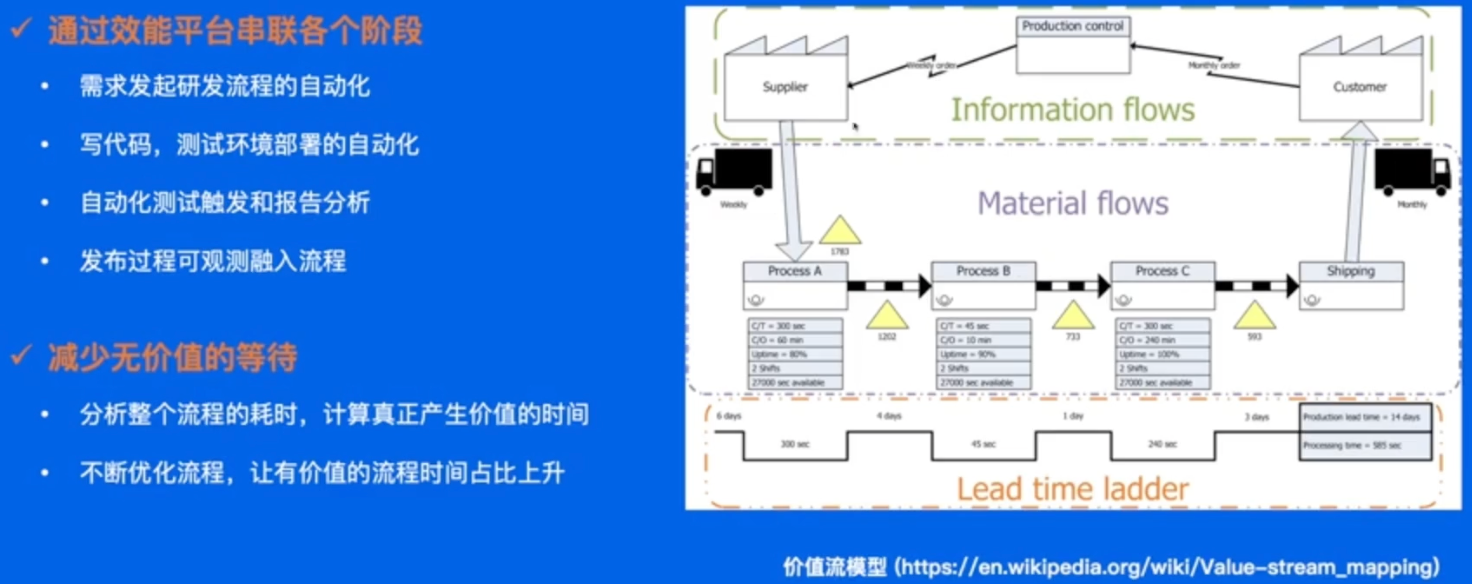 ✓ 通过效能平台串联各个阶段
• 需求发起研发流程的自动化
• 写代码，测试环境部署的自动化
• 自动化测试触发和报告分析
• 发布过程可观测融入流程
✓ 减少无价值的等待
• 分析整个流程的耗时，计算真正产生价值的时间
• 不断优化流程，让有价值的流程时间占比上升
Production control
Supplier
Weekly order
Monthly order
Customer
Information flows
Weekly
Material flows
Monthly
1783
Process A
Process B
Process C
Shipping
1202
733
593
C/T = 300 sec
C/O = 60 min
Uptime = 80%
2 Shifts
27000 sec available
C/T = 45 sec
C/O = 10 min
Uptime = 90%
2 Shifts
27000 sec available
C/T = 300 sec
C/O = 240 min
Uptime = 100%
2 Shifts
27000 sec available
6 days
4 days
1 day
3 days
Production lead time = 14 days
300 sec
45 sec
240 sec
Processing time = 585 sec
Lead time ladder
价值流模型 (https://en.wikipedia.org/wiki/Value-stream_mapping)